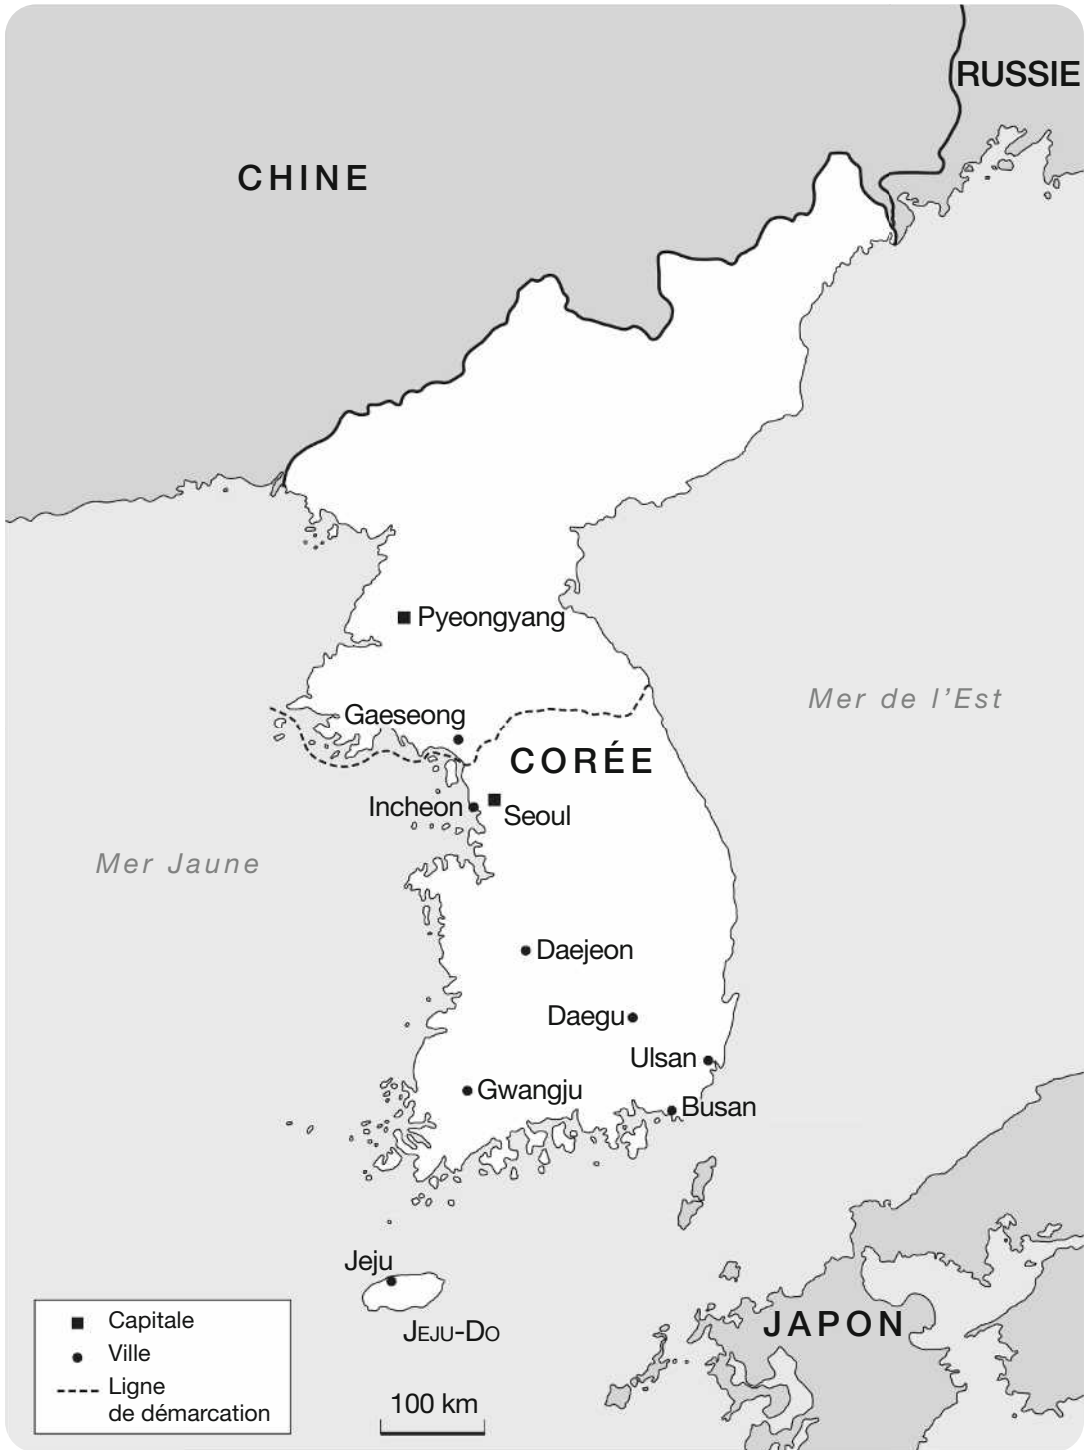 RUSSIE
CHINE
Pyeongyang
Mer de l'Est
Gaeseong
CORÉE
Incheon
Seoul
Mer Jaune
Daejeon
Daegu
Ulsan
Gwangju
Busan
Jeju
JEJU-DO
JAPON
Capitale
Ville
Ligne
de démarcation
100 km